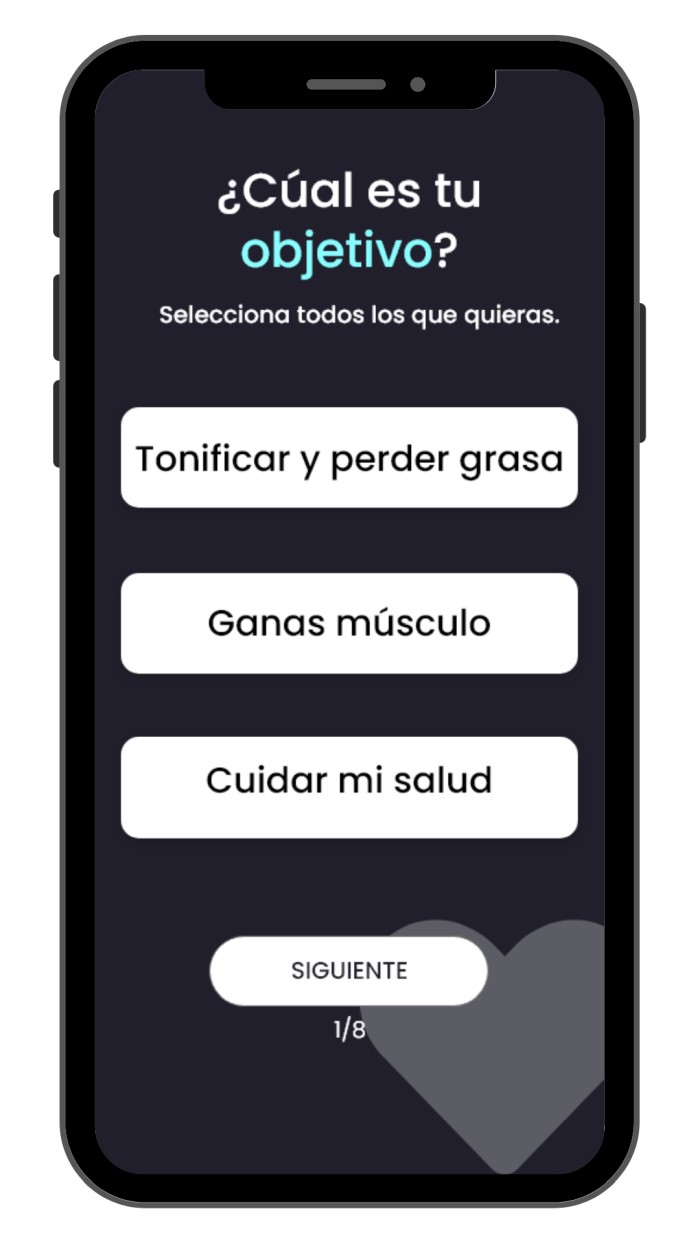 ¿Cúal es tu
objetivo?
Selecciona todos los que quieras.
Tonificar y perder grasa
Ganas músculo
Cuidar mi salud
SIGUIENTE
1/8